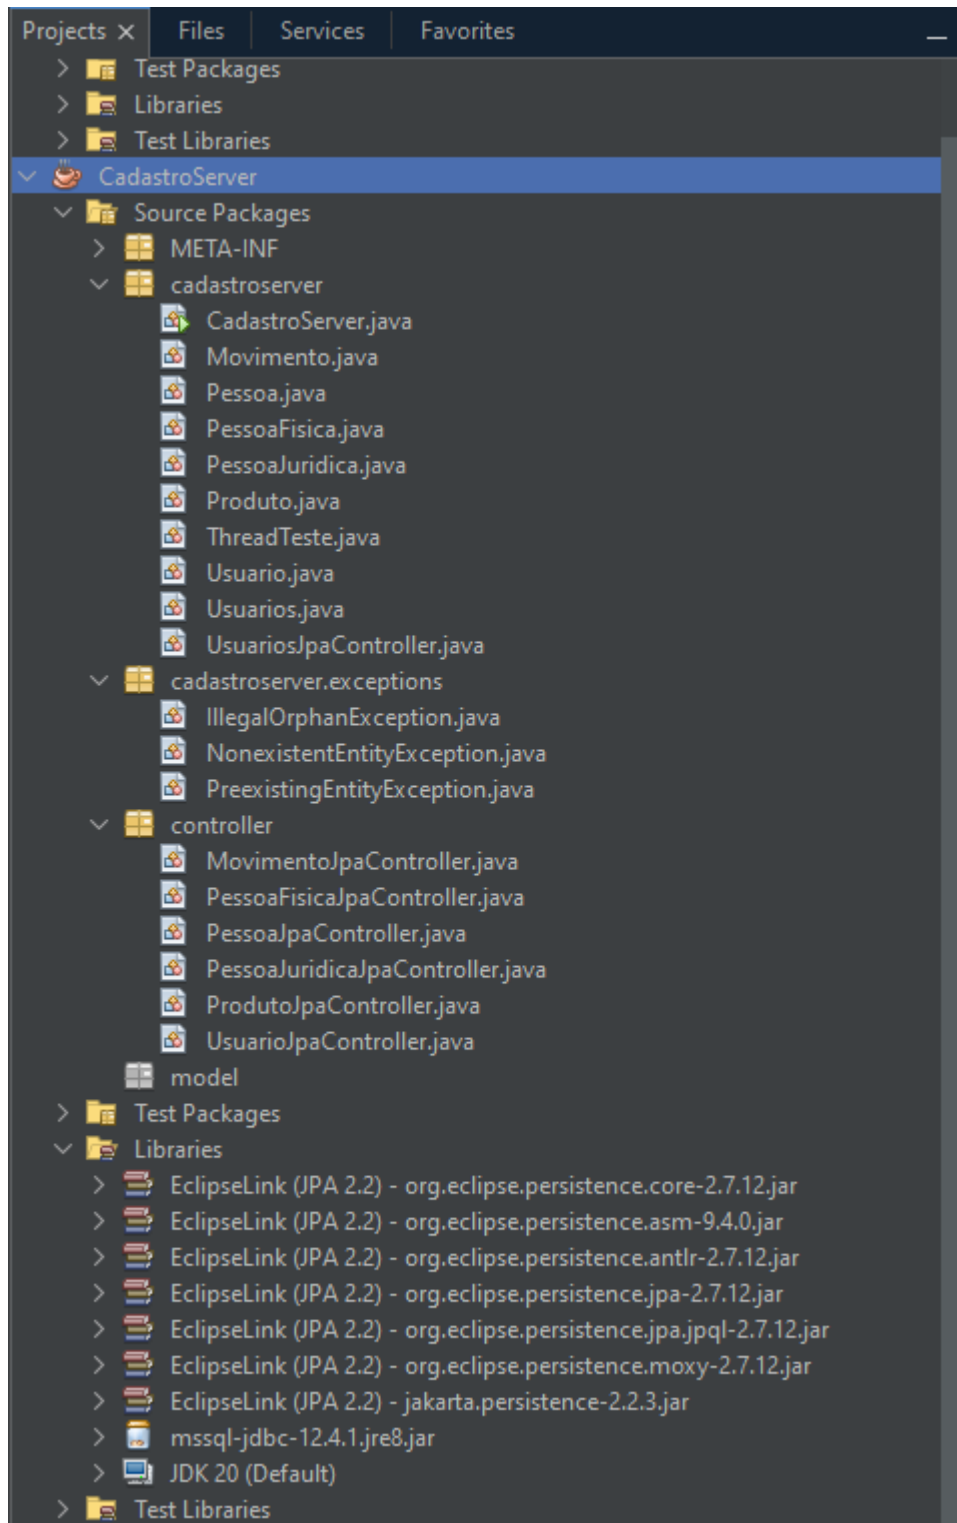 Projects Files Services Favorites
Test Packages
Libraries
Test Libraries
CadastroServer
Source Packages
META-INF
cadastroserver
CadastroServer.java
Movimento.java
Pessoa.java
PessoaFisica.java
PessoaJuridica.java
Produto.java
ThreadTeste.java
Usuario.java
Usuarios.java
UsuariosJpaController.java
cadastroserver.exceptions
IllegalOrphanException.java
NonexistentEntityException.java
PreexistingEntityException.java
controller
MovimentoJpaController.java
PessoaFisicaJpaController.java
PessoaJpaController.java
PessoaJuridicaJpaController.java
ProdutoJpaController.java
UsuarioJpaController.java
model
Test Packages
Libraries
EclipseLink (JPA 2.2) - org.eclipse.persistence.core-2.7.12.jar
EclipseLink (JPA 2.2) - org.eclipse.persistence.asm-9.4.0.jar
EclipseLink (JPA 2.2) - org.eclipse.persistence.antlr-2.7.12.jar
EclipseLink (JPA 2.2) - org.eclipse.persistence.jpa-2.7.12.jar
EclipseLink (JPA 2.2) - org.eclipse.persistence.jpa.jpql-2.7.12.jar
EclipseLink (JPA 2.2) - org.eclipse.persistence.moxy-2.7.12.jar
EclipseLink (JPA 2.2) - jakarta.persistence-2.2.3.jar
mssql-jdbc-12.4.1.jre8.jar
JDK 20 (Default)
Test Libraries